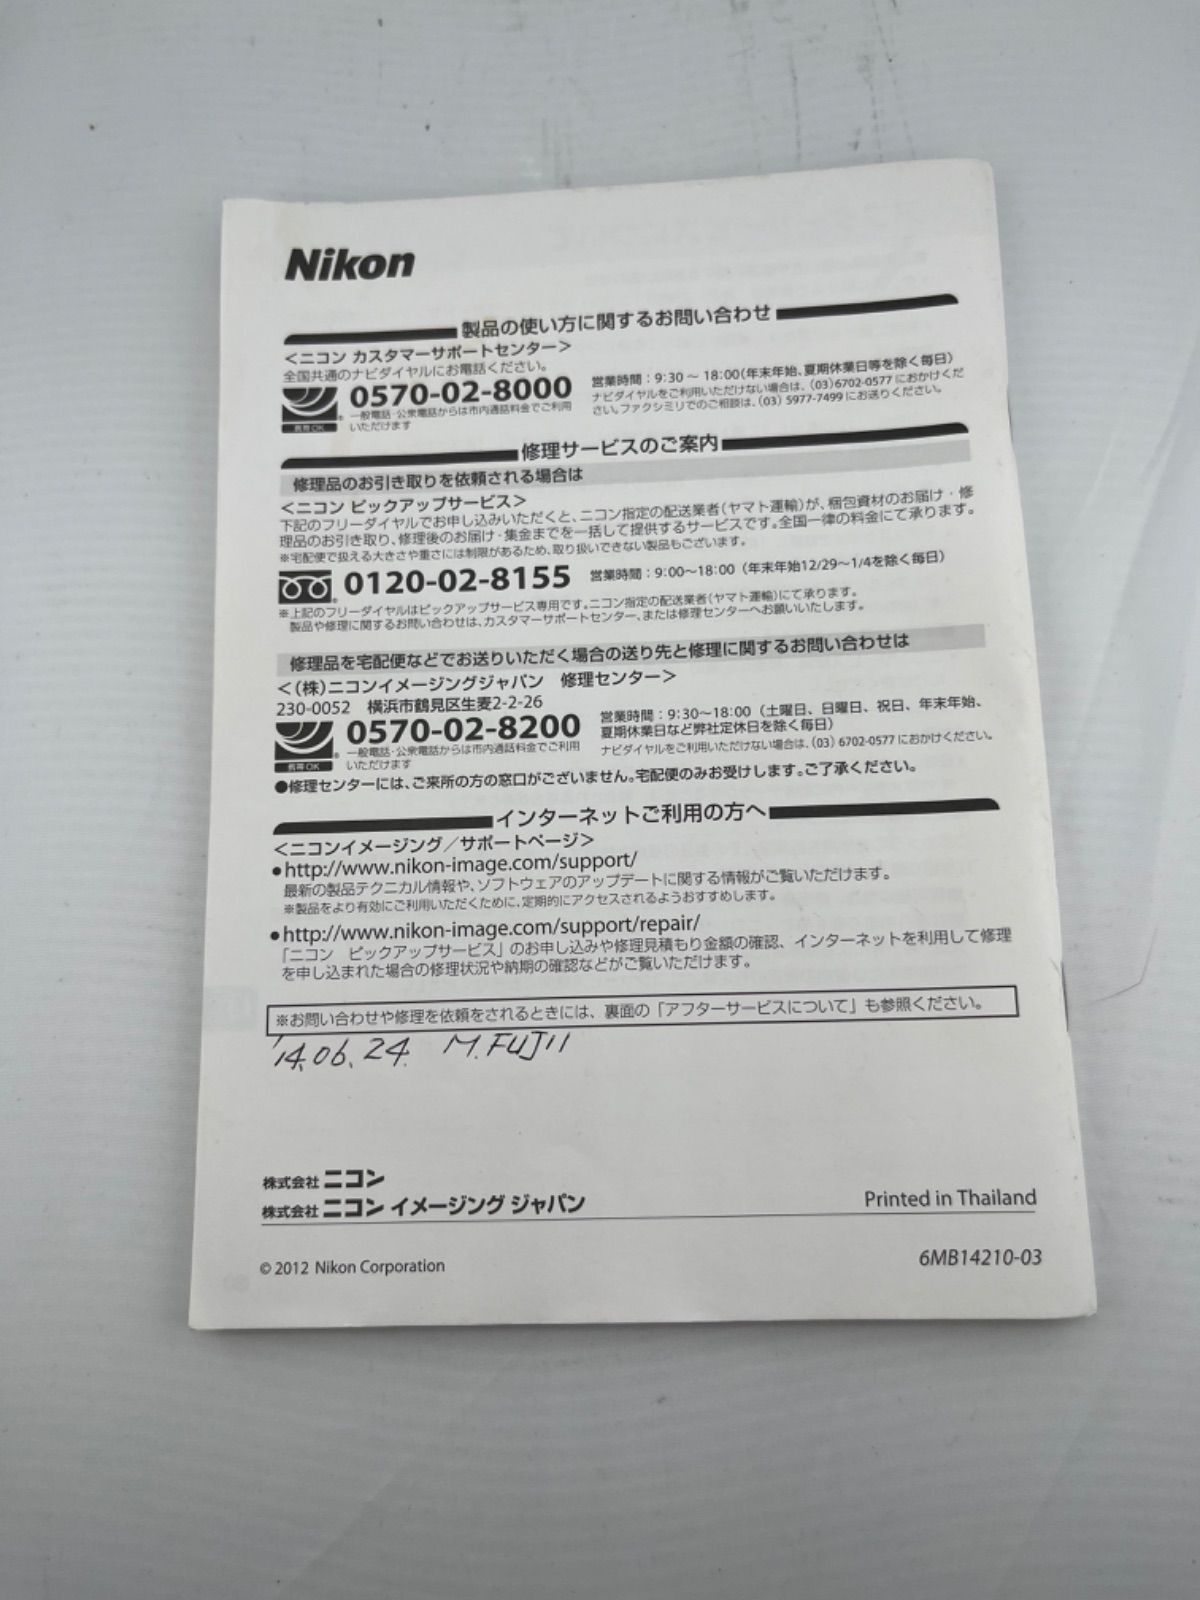 Nikon
製品の使い方に関するお問い合わせ
<ニコン カスタマーサポートセンター>
全国共通のナビダイヤルにお電話ください。
0570-02-8000
一般電話・公衆電話からは市内通話料金でご利用
いただけます
携帯OK
営業時間:9:30~18:00(年末年始、夏期休業日等を除く毎日)
ナビダイヤルをご利用いただけない場合は、(03)6702-0577におかけくだ
さい。ファクシミリでのご相談は、(03)5977-7499にお送りください。
修理サービスのご案内
修理品のお引き取りを依頼される場合は
<ニコン ピックアップサービス>
下記のフリーダイヤルでお申し込みいただくと、ニコン指定の配送業者(ヤマト運輸)が、梱包資材のお届け・修
理品のお引き取り、修理後のお届け・集金までを一括して提供するサービスです。全国一律の料金にて承ります。
※宅配便で扱える大きさや重さには制限があるため、取り扱いできない製品もございます。
0120-02-8155
営業時間:9:00~18:00(年末年始12/29~1/4を除く毎日)
※上記のフリーダイヤルはピックアップサービス専用です。ニコン指定の配送業者(ヤマト運輸)にて承ります。
製品や修理に関するお問い合わせは、カスタマーサポートセンター、または修理センターへお願いいたします。
修理品を宅配便などでお送りいただく場合の送り先と修理に関するお問い合わせは
<(株)ニコンイメージングジャパン 修理センター>
230-0052 横浜市鶴見区生麦2-2-26
0570-02-8200
一般電話・公衆電話からは市内通話料金でご利用
いただけます
携帯OK
営業時間:9:30~18:00(土曜日、日曜日、祝日、年末年始、
夏期休業日など弊社定休日を除く毎日)
ナビダイヤルをご利用いただけない場合は、(03)6702-0577におかけください。
●修理センターには、ご来所の方の窓口がございません。宅配便のみお受けします。ご了承ください。
インターネットご利用の方へ
<ニコンイメージング/サポートページ>
●http://www.nikon-image.com/support/
最新の製品テクニカル情報や、ソフトウェアのアップデートに関する情報がご覧いただけます。
※製品をより有効にご利用いただくために、定期的にアクセスされるようおすすめします。
●http://www.nikon-image.com/support/repair/
「ニコン ピックアップサービス」のお申し込みや修理見積もり金額の確認、インターネットを利用して修理
を申し込まれた場合の修理状況や納期の確認などがご覧いただけます。
※お問い合わせや修理を依頼をされるときには、裏面の「アフターサービスについて」も参照ください。
'14.06.24. M.FUJII
株式会社 ニコン
株式会社 ニコン イメージング ジャパン
Printed in Thailand
© 2012 Nikon Corporation
6MB14210-03